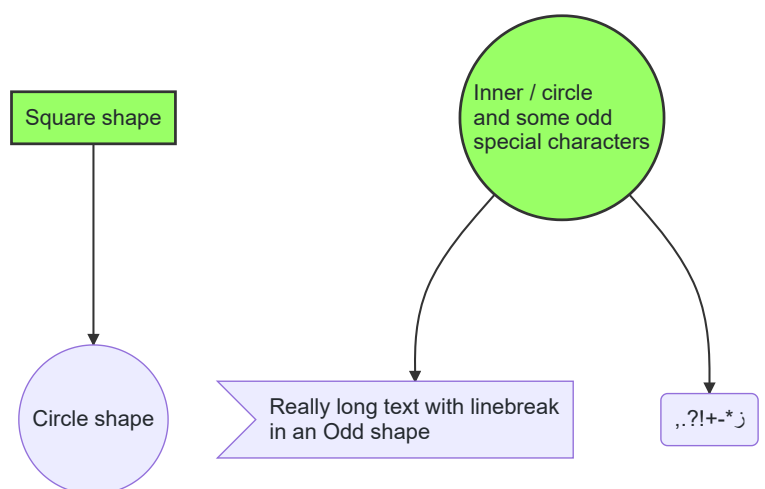 Square shape
Inner / circle
and some odd
special characters
Circle shape
Really long text with linebreak
in an Odd shape
,.?!+-*ز